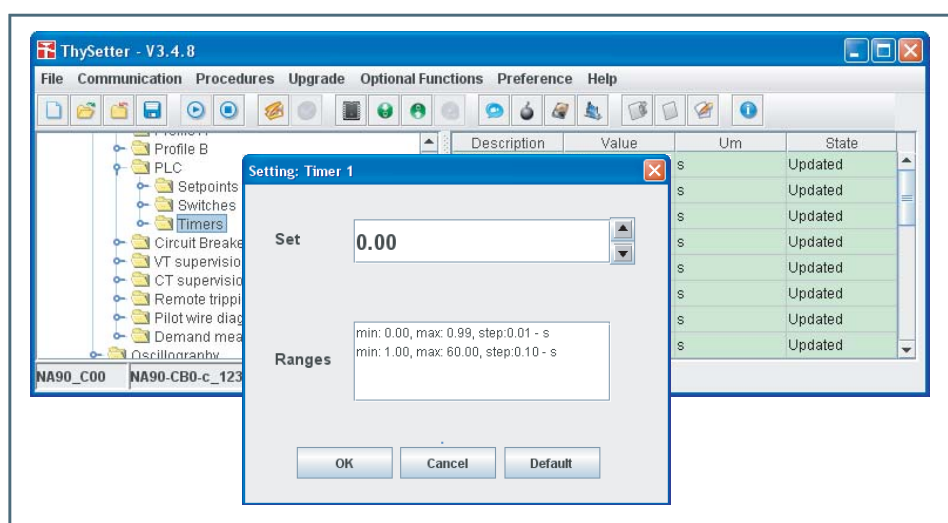 ThySetter - V3.4.8
File Communication Procedures Upgrade Optional Functions Preference Help
Description Value Um State
Profile B
PLC
Setpoints
Switches
Timers
Circuit Breake
VT supervisio
CT supervisio
Remote trippi
Pilot wire diag
Demand mea
Oscillography
s Updated
s Updated
s Updated
s Updated
s Updated
s Updated
s Updated
s Updated
NA90_C00 NA90-CB0-c_123
Setting: Timer 1
Set 0.00
Ranges
min: 0.00, max: 0.99, step:0.01 - s
min: 1.00, max: 60.00, step:0.10 - s
OK Cancel Default